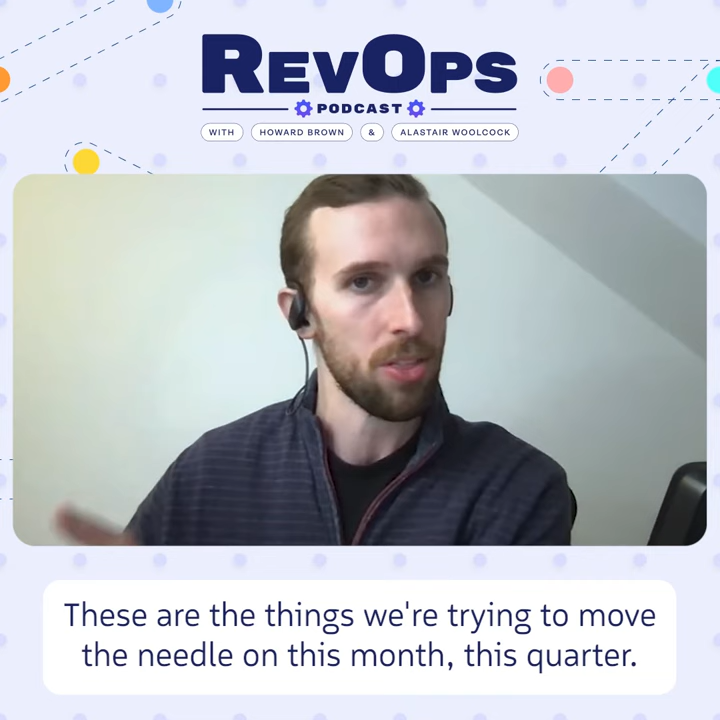 REVOPS
PODCAST
WITH HOWARD BROWN & ALASTAIR WOOLCOCK
These are the things we're trying to move
the needle on this month, this quarter.